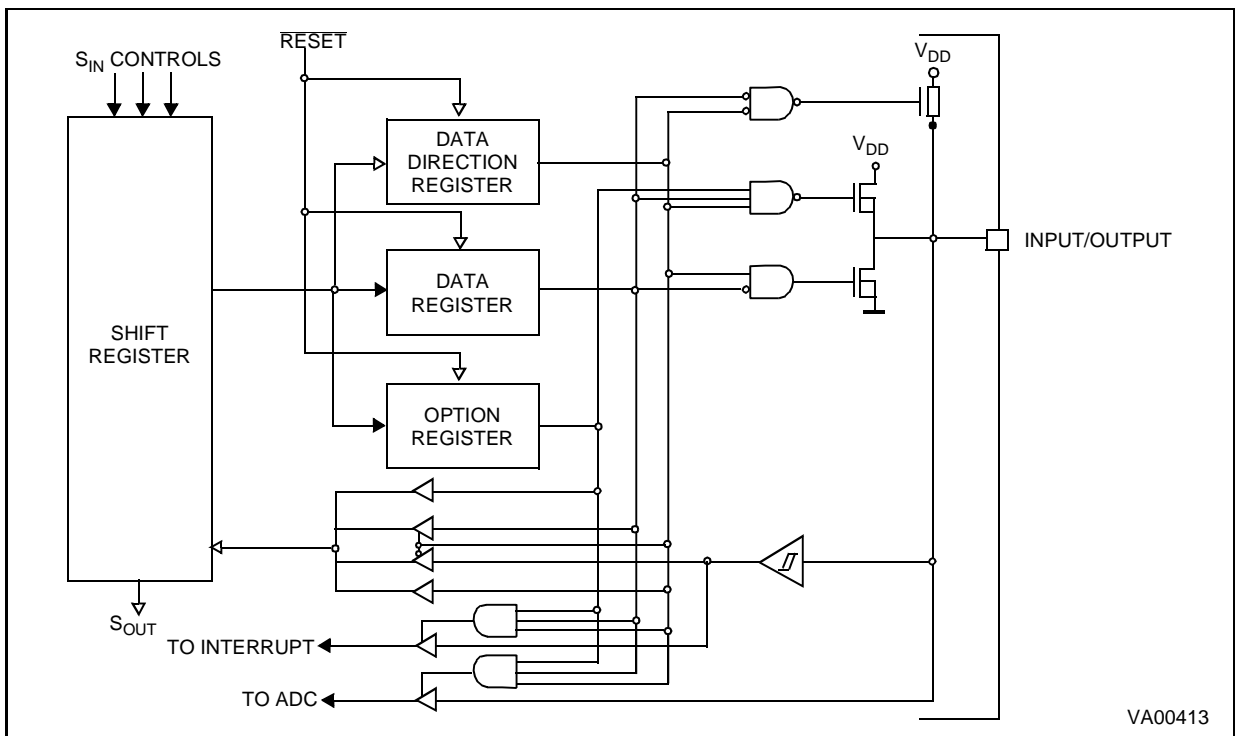 S_IN CONTROLS
RESET
V_DD
DATA
DIRECTION
REGISTER
V_DD
INPUT/OUTPUT
DATA
REGISTER
SHIFT
REGISTER
OPTION
REGISTER
S_OUT
TO INTERRUPT
TO ADC
VA00413